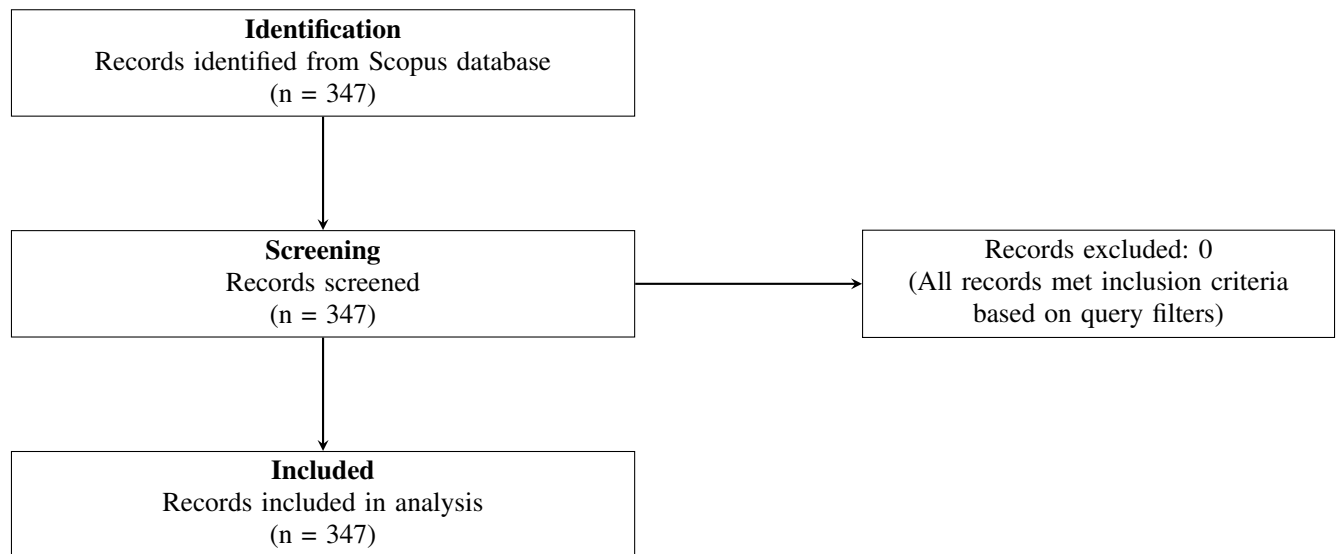 Identification
Records identified from Scopus database
(n = 347)
Screening
Records screened
(n = 347)
Records excluded: 0
(All records met inclusion criteria
based on query filters)
Included
Records included in analysis
(n = 347)